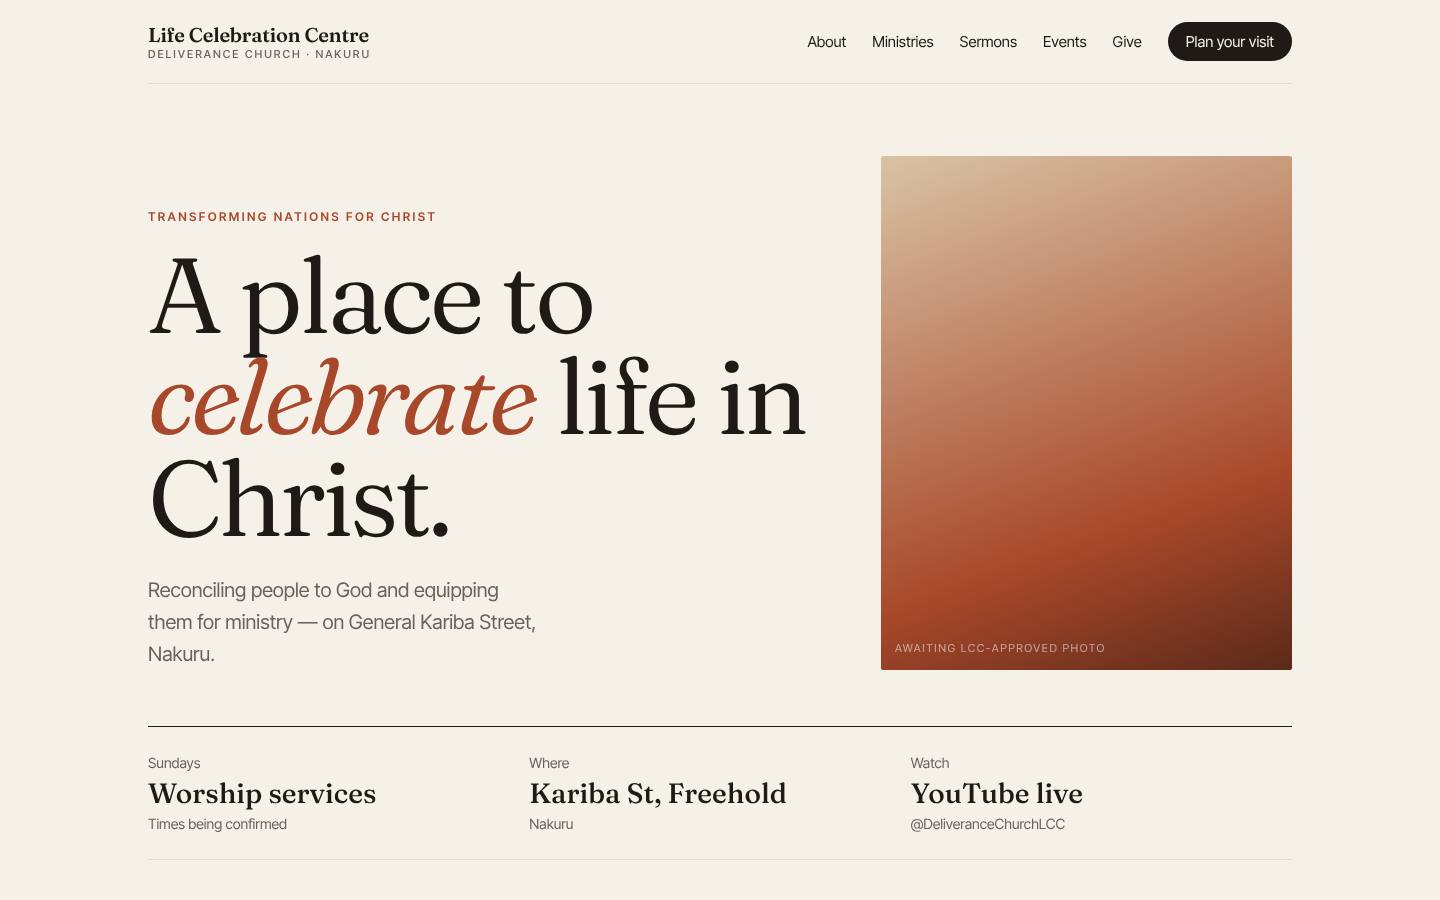 Life Celebration Centre
DELIVERANCE CHURCH · NAKURU
About
Ministries
Sermons
Events
Give
Plan your visit
TRANSFORMING NATIONS FOR CHRIST
A place to
celebrate life in
Christ.
Reconciling people to God and equipping
them for ministry — on General Kariba Street,
Nakuru.
AWAITING LCC-APPROVED PHOTO
Sundays
Worship services
Times being confirmed
Where
Kariba St, Freehold
Nakuru
Watch
YouTube live
@DeliveranceChurchLCC